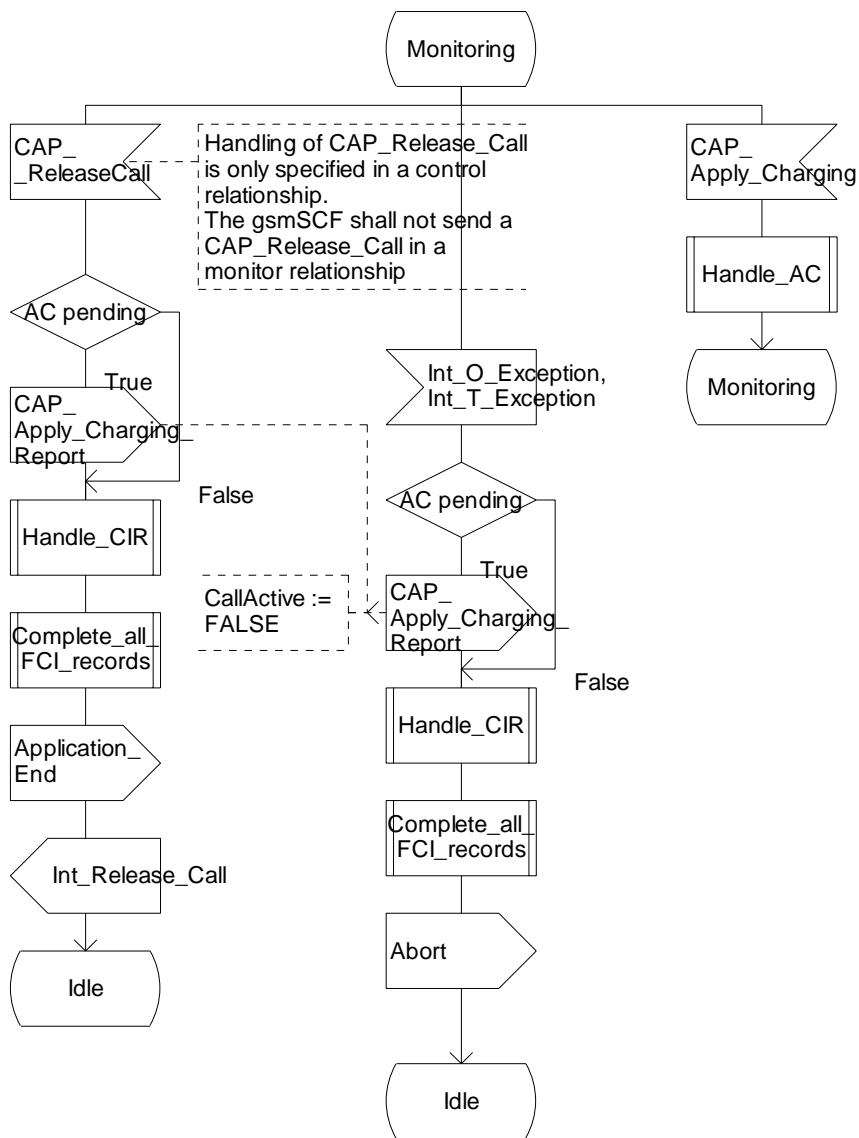 Monitoring
CAP_
_ReleaseCall
Handling of CAP_Release_Call
is only specified in a control
relationship.
The gsmSCF shall not send a
CAP_Release_Call in a
monitor relationship
CAP_
Apply_Charging
Handle_AC
Monitoring
AC pending
True
CAP_
Apply_Charging_
Report
False
Handle_CIR
Complete_all_
FCI_records
Application_
End
Int_Release_Call
Idle
Int_O_Exception,
Int_T_Exception
AC pending
True
CallActive :=
FALSE
CAP_
Apply_Charging_
Report
False
Handle_CIR
Complete_all_
FCI_records
Abort
Idle